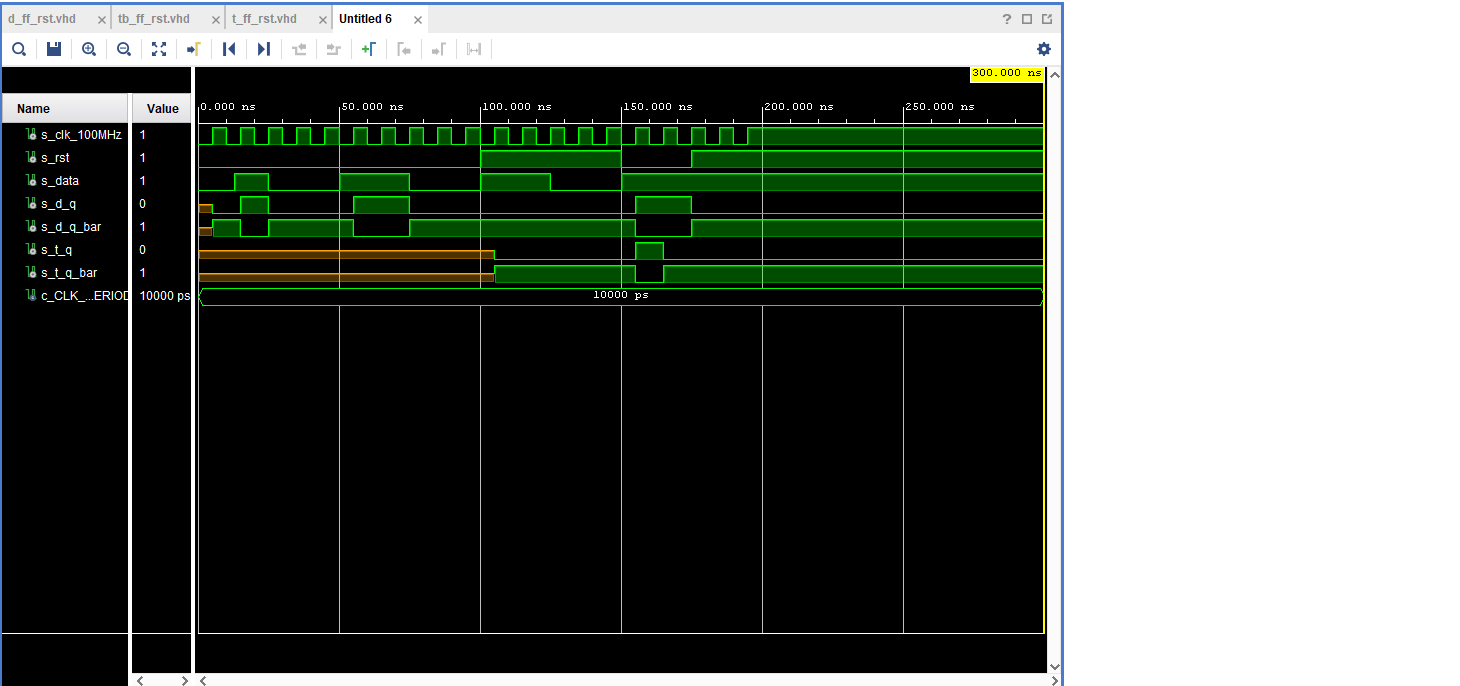 d_ff_rst.vhd × tb_ff_rst.vhd × t_ff_rst.vhd × Untitled 6 × ?
300.000 ns
Name Value 0.000 ns 50.000 ns 100.000 ns 150.000 ns 200.000 ns 250.000 ns
s_clk_100MHz 1
s_rst 1
s_data 1
s_d_q 0
s_d_q_bar 1
s_t_q 0
s_t_q_bar 1
c_CLK_...ERIOD 10000 ps 10000 ps